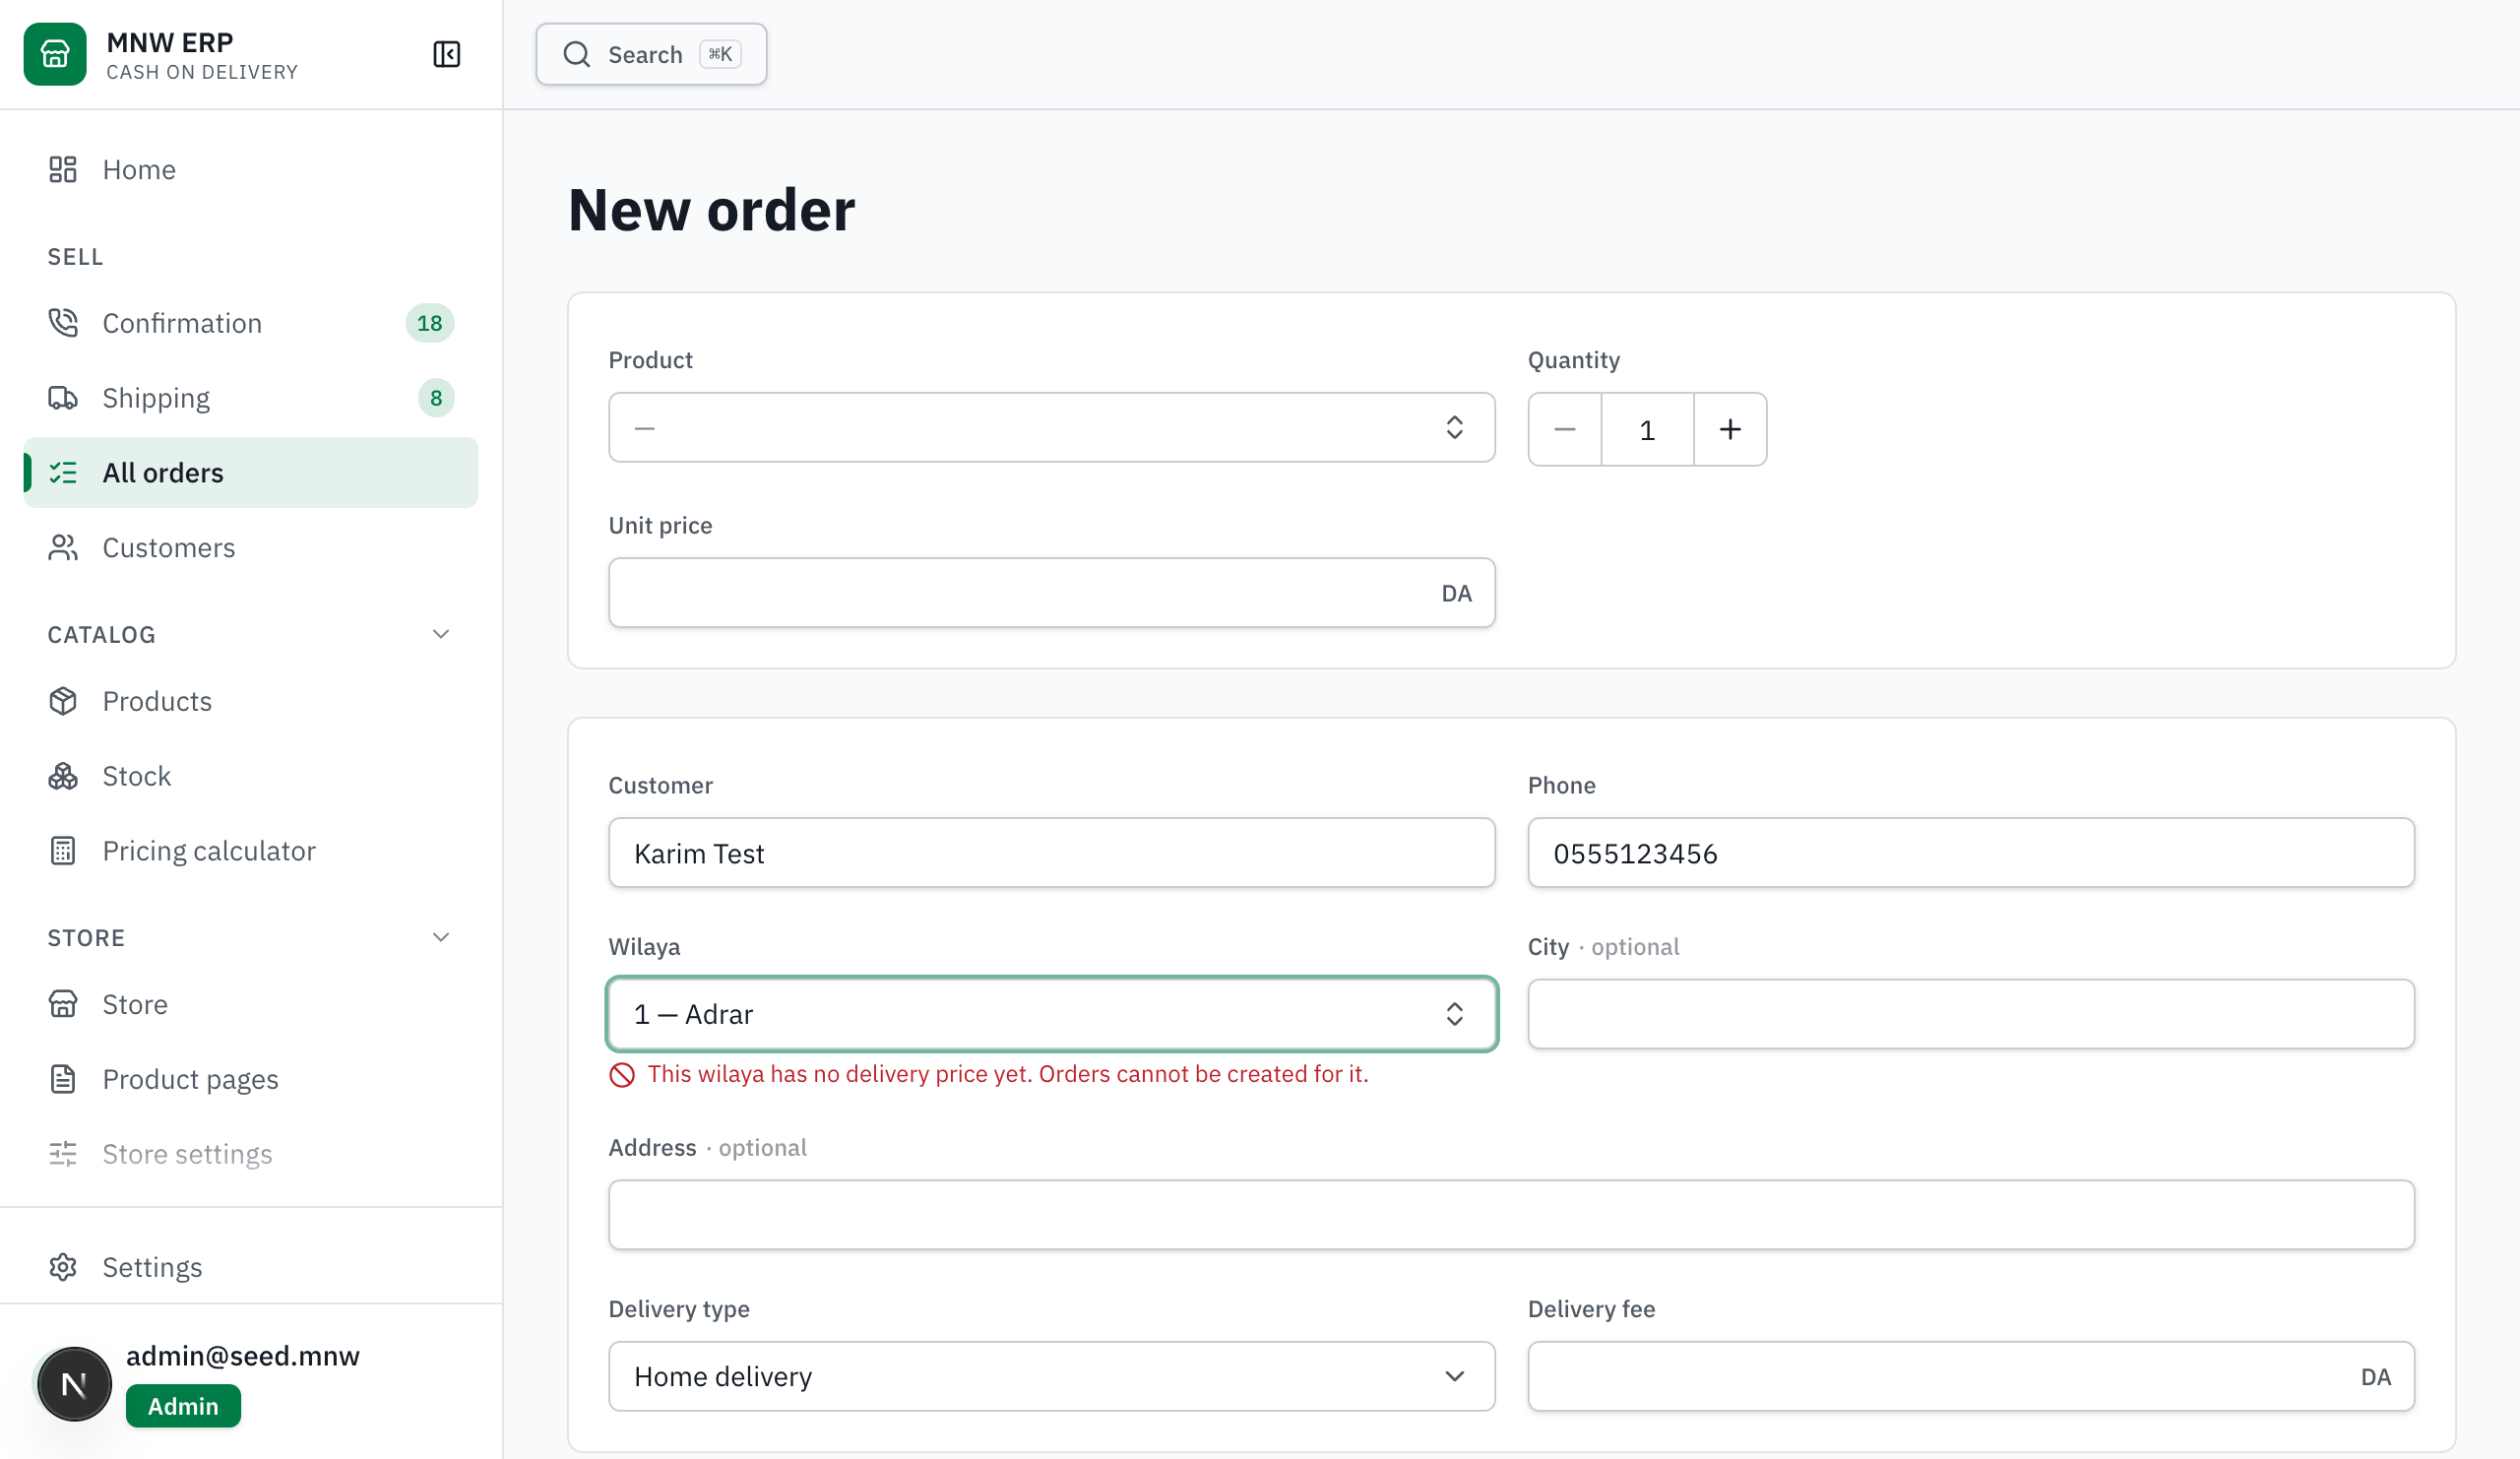 MNW ERP
CASH ON DELIVERY
Search ⌘K
Home
SELL
Confirmation 18
Shipping 8
All orders
Customers
CATALOG
Products
Stock
Pricing calculator
STORE
Store
Product pages
Store settings
Settings
N
admin@seed.mnw
Admin
New order
Product
—
Quantity
1
Unit price
DA
Customer
Karim Test
Phone
0555123456
Wilaya
1 — Adrar
This wilaya has no delivery price yet. Orders cannot be created for it.
City · optional
Address · optional
Delivery type
Home delivery
Delivery fee
DA